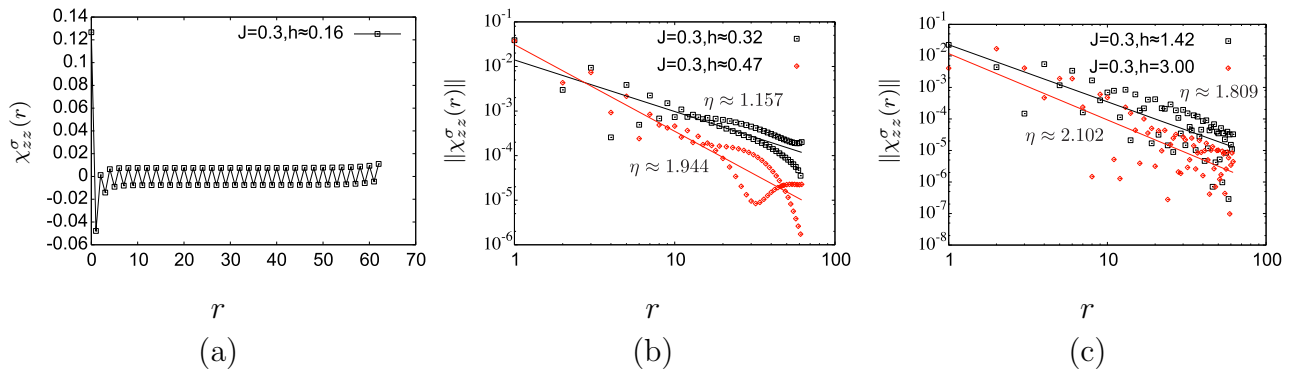 0.14
0.12
0.1
0.08
0.06
0.04
0.02
0
-0.02
-0.04
-0.06
χ^σ_zz(r)
J=0.3,h≈0.16
0 10 20 30 40 50 60 70
r
(a)
10^-1
10^-2
10^-3
10^-4
10^-5
10^-6
||χ^σ_zz(r)||
J=0.3,h≈0.32
J=0.3,h≈0.47
η ≈ 1.157
η ≈ 1.944
1 10 100
r
(b)
10^-1
10^-2
10^-3
10^-4
10^-5
10^-6
10^-7
10^-8
||χ^σ_zz(r)||
J=0.3,h≈1.42
J=0.3,h=3.00
η ≈ 1.809
η ≈ 2.102
1 10 100
r
(c)